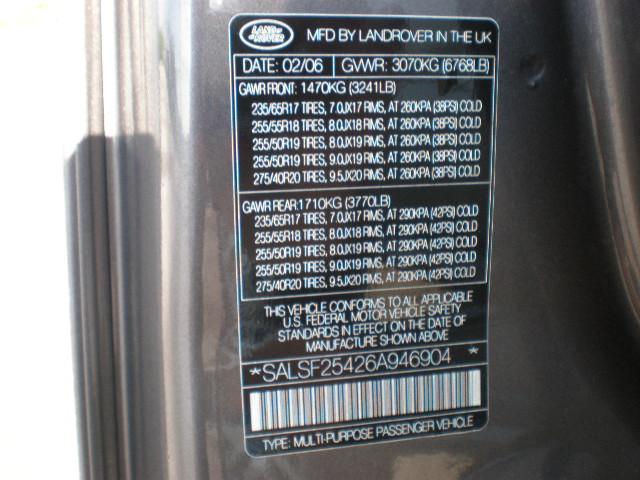 LAND ROVER
MFD BY LANDROVER IN THE UK
DATE: 02/06 GVWR: 3070KG (6768LB)
GAWR FRONT: 1470KG (3241LB)
235/65R17 TIRES, 7.0JX17 RIMS, AT 260KPA (38PSI) COLD
255/55R18 TIRES, 8.0JX18 RIMS, AT 260KPA (38PSI) COLD
255/50R19 TIRES, 8.0JX19 RIMS, AT 260KPA (38PSI) COLD
255/50R19 TIRES, 9.0JX19 RIMS, AT 260KPA (38PSI) COLD
275/40R20 TIRES, 9.5JX20 RIMS, AT 260KPA (38PSI) COLD
GAWR REAR: 1710KG (3770LB)
235/65R17 TIRES, 7.0JX17 RIMS, AT 290KPA (42PSI) COLD
255/55R18 TIRES, 8.0JX18 RIMS, AT 290KPA (42PSI) COLD
255/50R19 TIRES, 8.0JX19 RIMS, AT 290KPA (42PSI) COLD
255/50R19 TIRES, 9.0JX19 RIMS, AT 290KPA (42PSI) COLD
275/40R20 TIRES, 9.5JX20 RIMS, AT 290KPA (42PSI) COLD
THIS VEHICLE CONFORMS TO ALL APPLICABLE
U.S. FEDERAL MOTOR VEHICLE SAFETY
STANDARDS IN EFFECT ON THE DATE OF
MANUFACTURE SHOWN ABOVE
*SALSF25426A946904*
TYPE: MULTI-PURPOSE PASSENGER VEHICLE